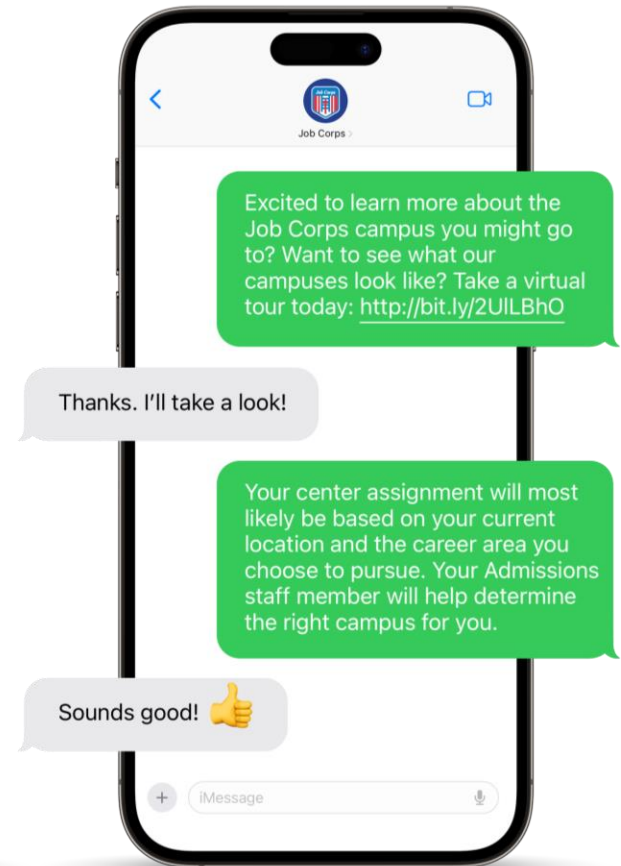 Job Corps
Job Corps
Excited to learn more about the
Job Corps campus you might go
to? Want to see what our
campuses look like? Take a virtual
tour today: http://bit.ly/2UILBhO
Thanks. I’ll take a look!
Your center assignment will most
likely be based on your current
location and the career area you
choose to pursue. Your Admissions
staff member will help determine
the right campus for you.
Sounds good! 👍
iMessage